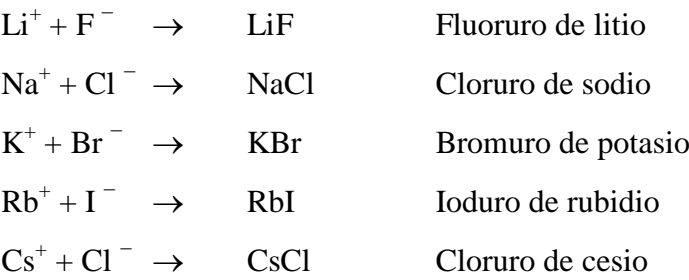 Li⁺ + F⁻ → LiF Fluoruro de litio
Na⁺ + Cl⁻ → NaCl Cloruro de sodio
K⁺ + Br⁻ → KBr Bromuro de potasio
Rb⁺ + I⁻ → RbI Ioduro de rubidio
Cs⁺ + Cl⁻ → CsCl Cloruro de cesio